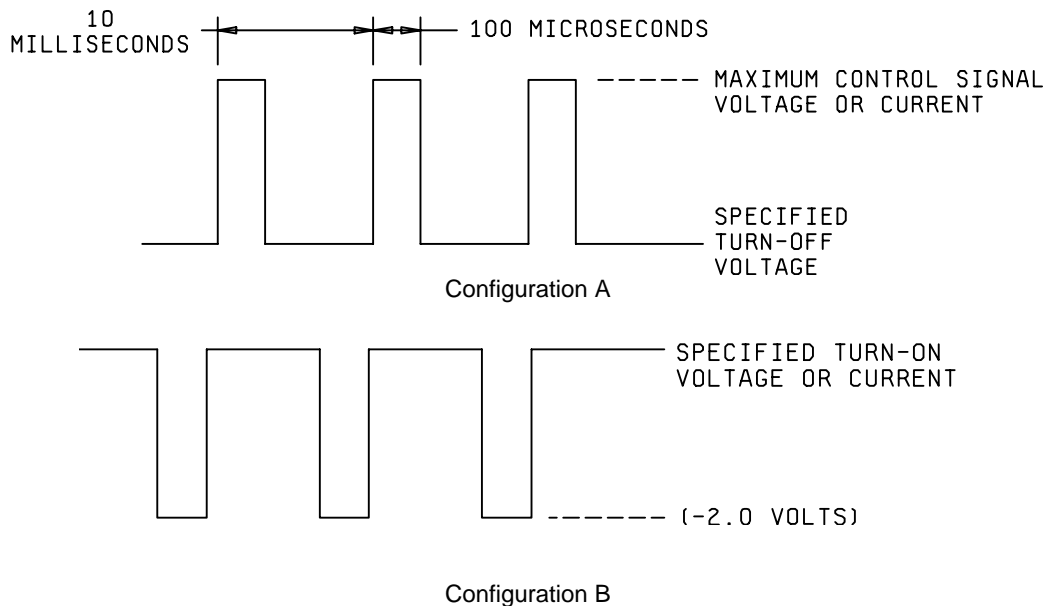 10
MILLISECONDS
100 MICROSECONDS
MAXIMUM CONTROL SIGNAL
VOLTAGE OR CURRENT
SPECIFIED
TURN-OFF
VOLTAGE
Configuration A
SPECIFIED TURN-ON
VOLTAGE OR CURRENT
(-2.0 VOLTS)
Configuration B